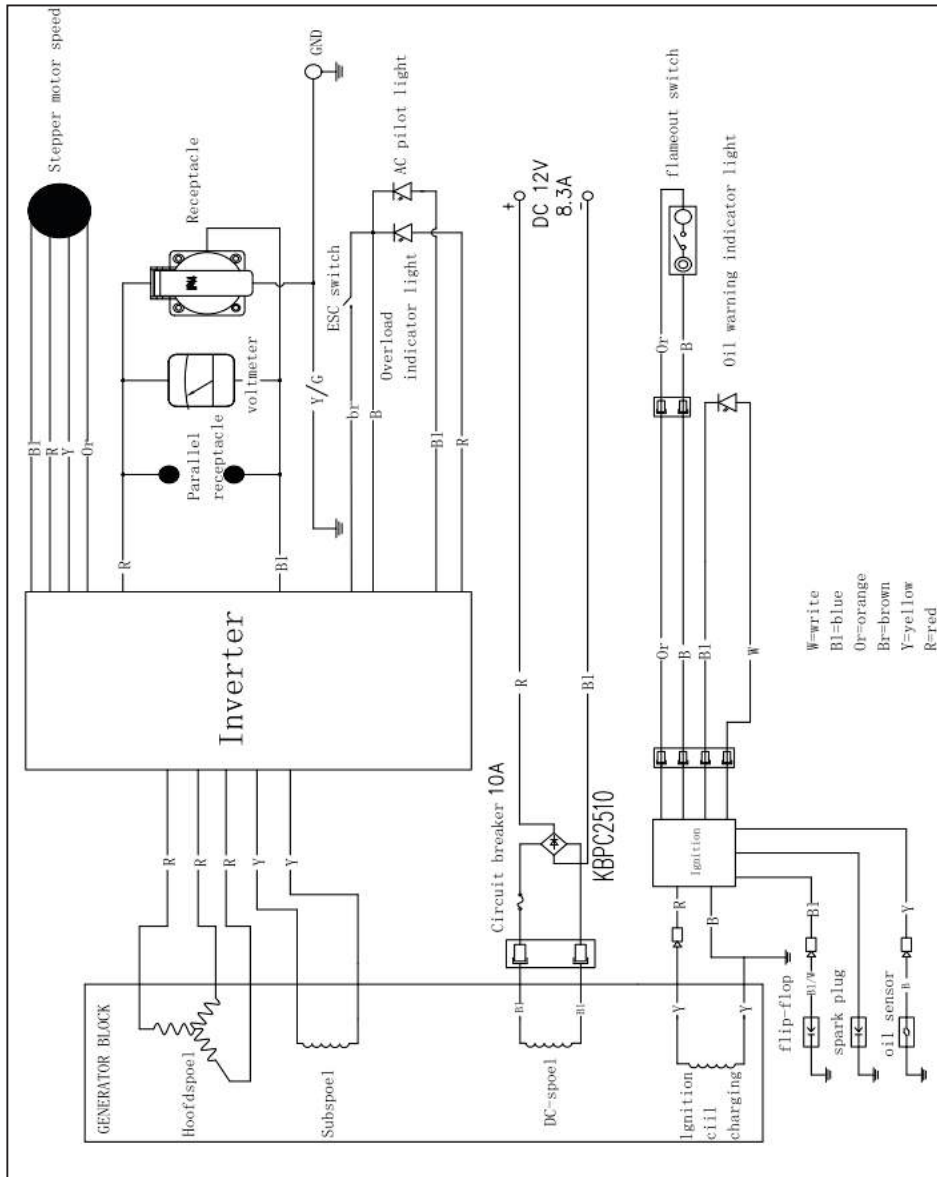 GENERATOR BLOCK
Hoofdspoel
Subspoel
DC-spoel
Ignition
ciil
charging
R
R
R
Y
Y
Bl
Bl
Y
Y
Inverter
Circuit breaker 10A
KBPC2510
R
B
Ignition
flip-flop
Bl/W
Bl
spark plug
oil sensor
B
Y
Bl
R
Y
Or
Stepper motor speed
R
Bl
Parallel
receptacle
voltmeter
Receptacle
Y/G
GND
br
B
Bl
R
ESC switch
Overload
indicator light
AC pilot light
R
Bl
+
DC 12V
8.3A
-
Or
B
Bl
W
Or
B
flameout switch
Oil warning indicator light
W=write
Bl=blue
Or=orange
Br=brown
Y=yellow
R=red